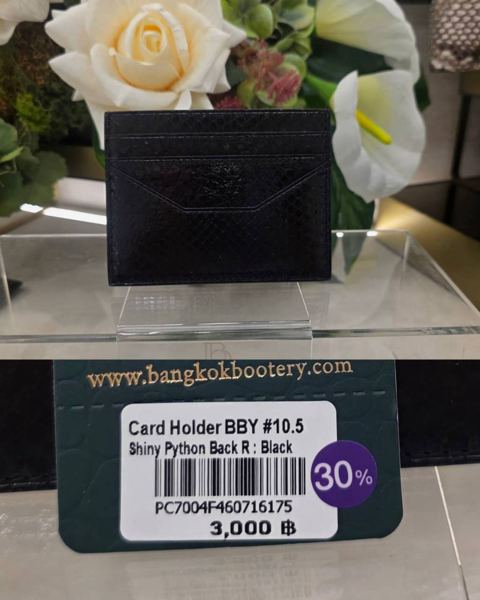 www.bangkokbootery.com
Card Holder BBY #10.5
Shiny Python Back R : Black
30%
PC7004F460716175
3,000 ฿